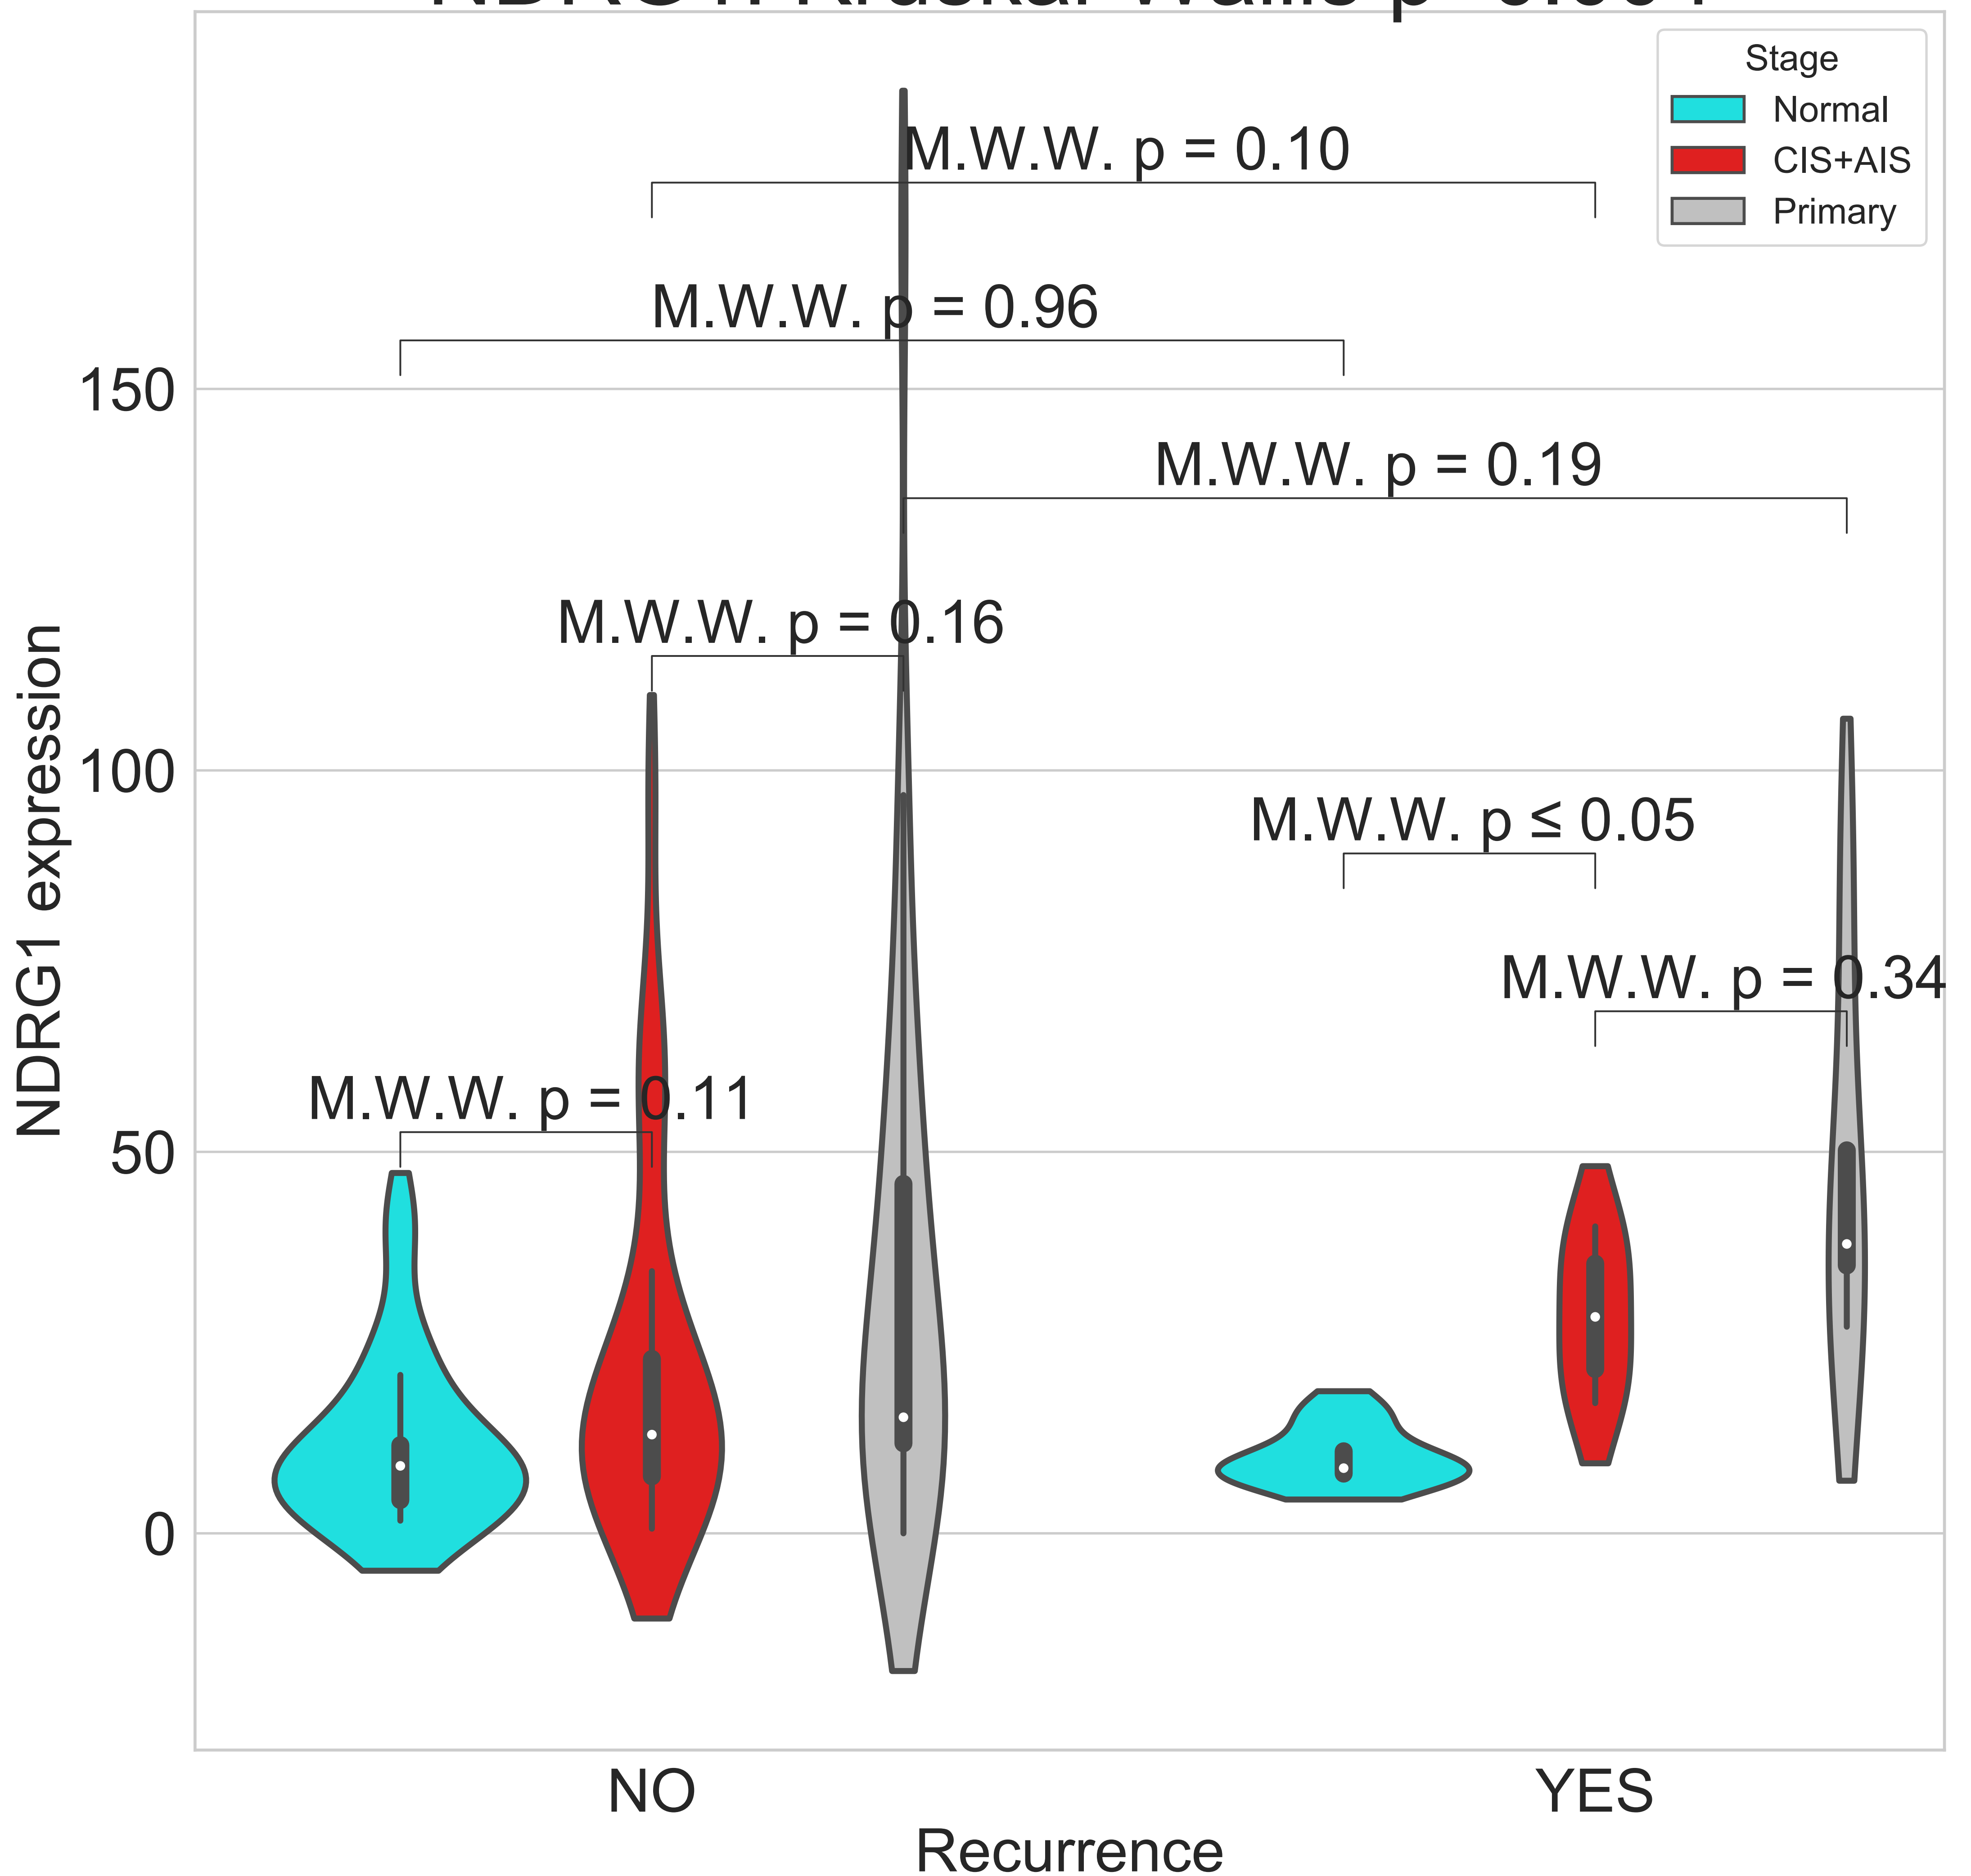 Stage
Normal
CIS+AIS
Primary
M.W.W. p = 0.10
M.W.W. p = 0.96
150
M.W.W. p = 0.19
M.W.W. p = 0.16
100
M.W.W. p ≤ 0.05
M.W.W. p = 0.34
M.W.W. p = 0.11
50
0
NDRG1 expression
NO
YES
Recurrence